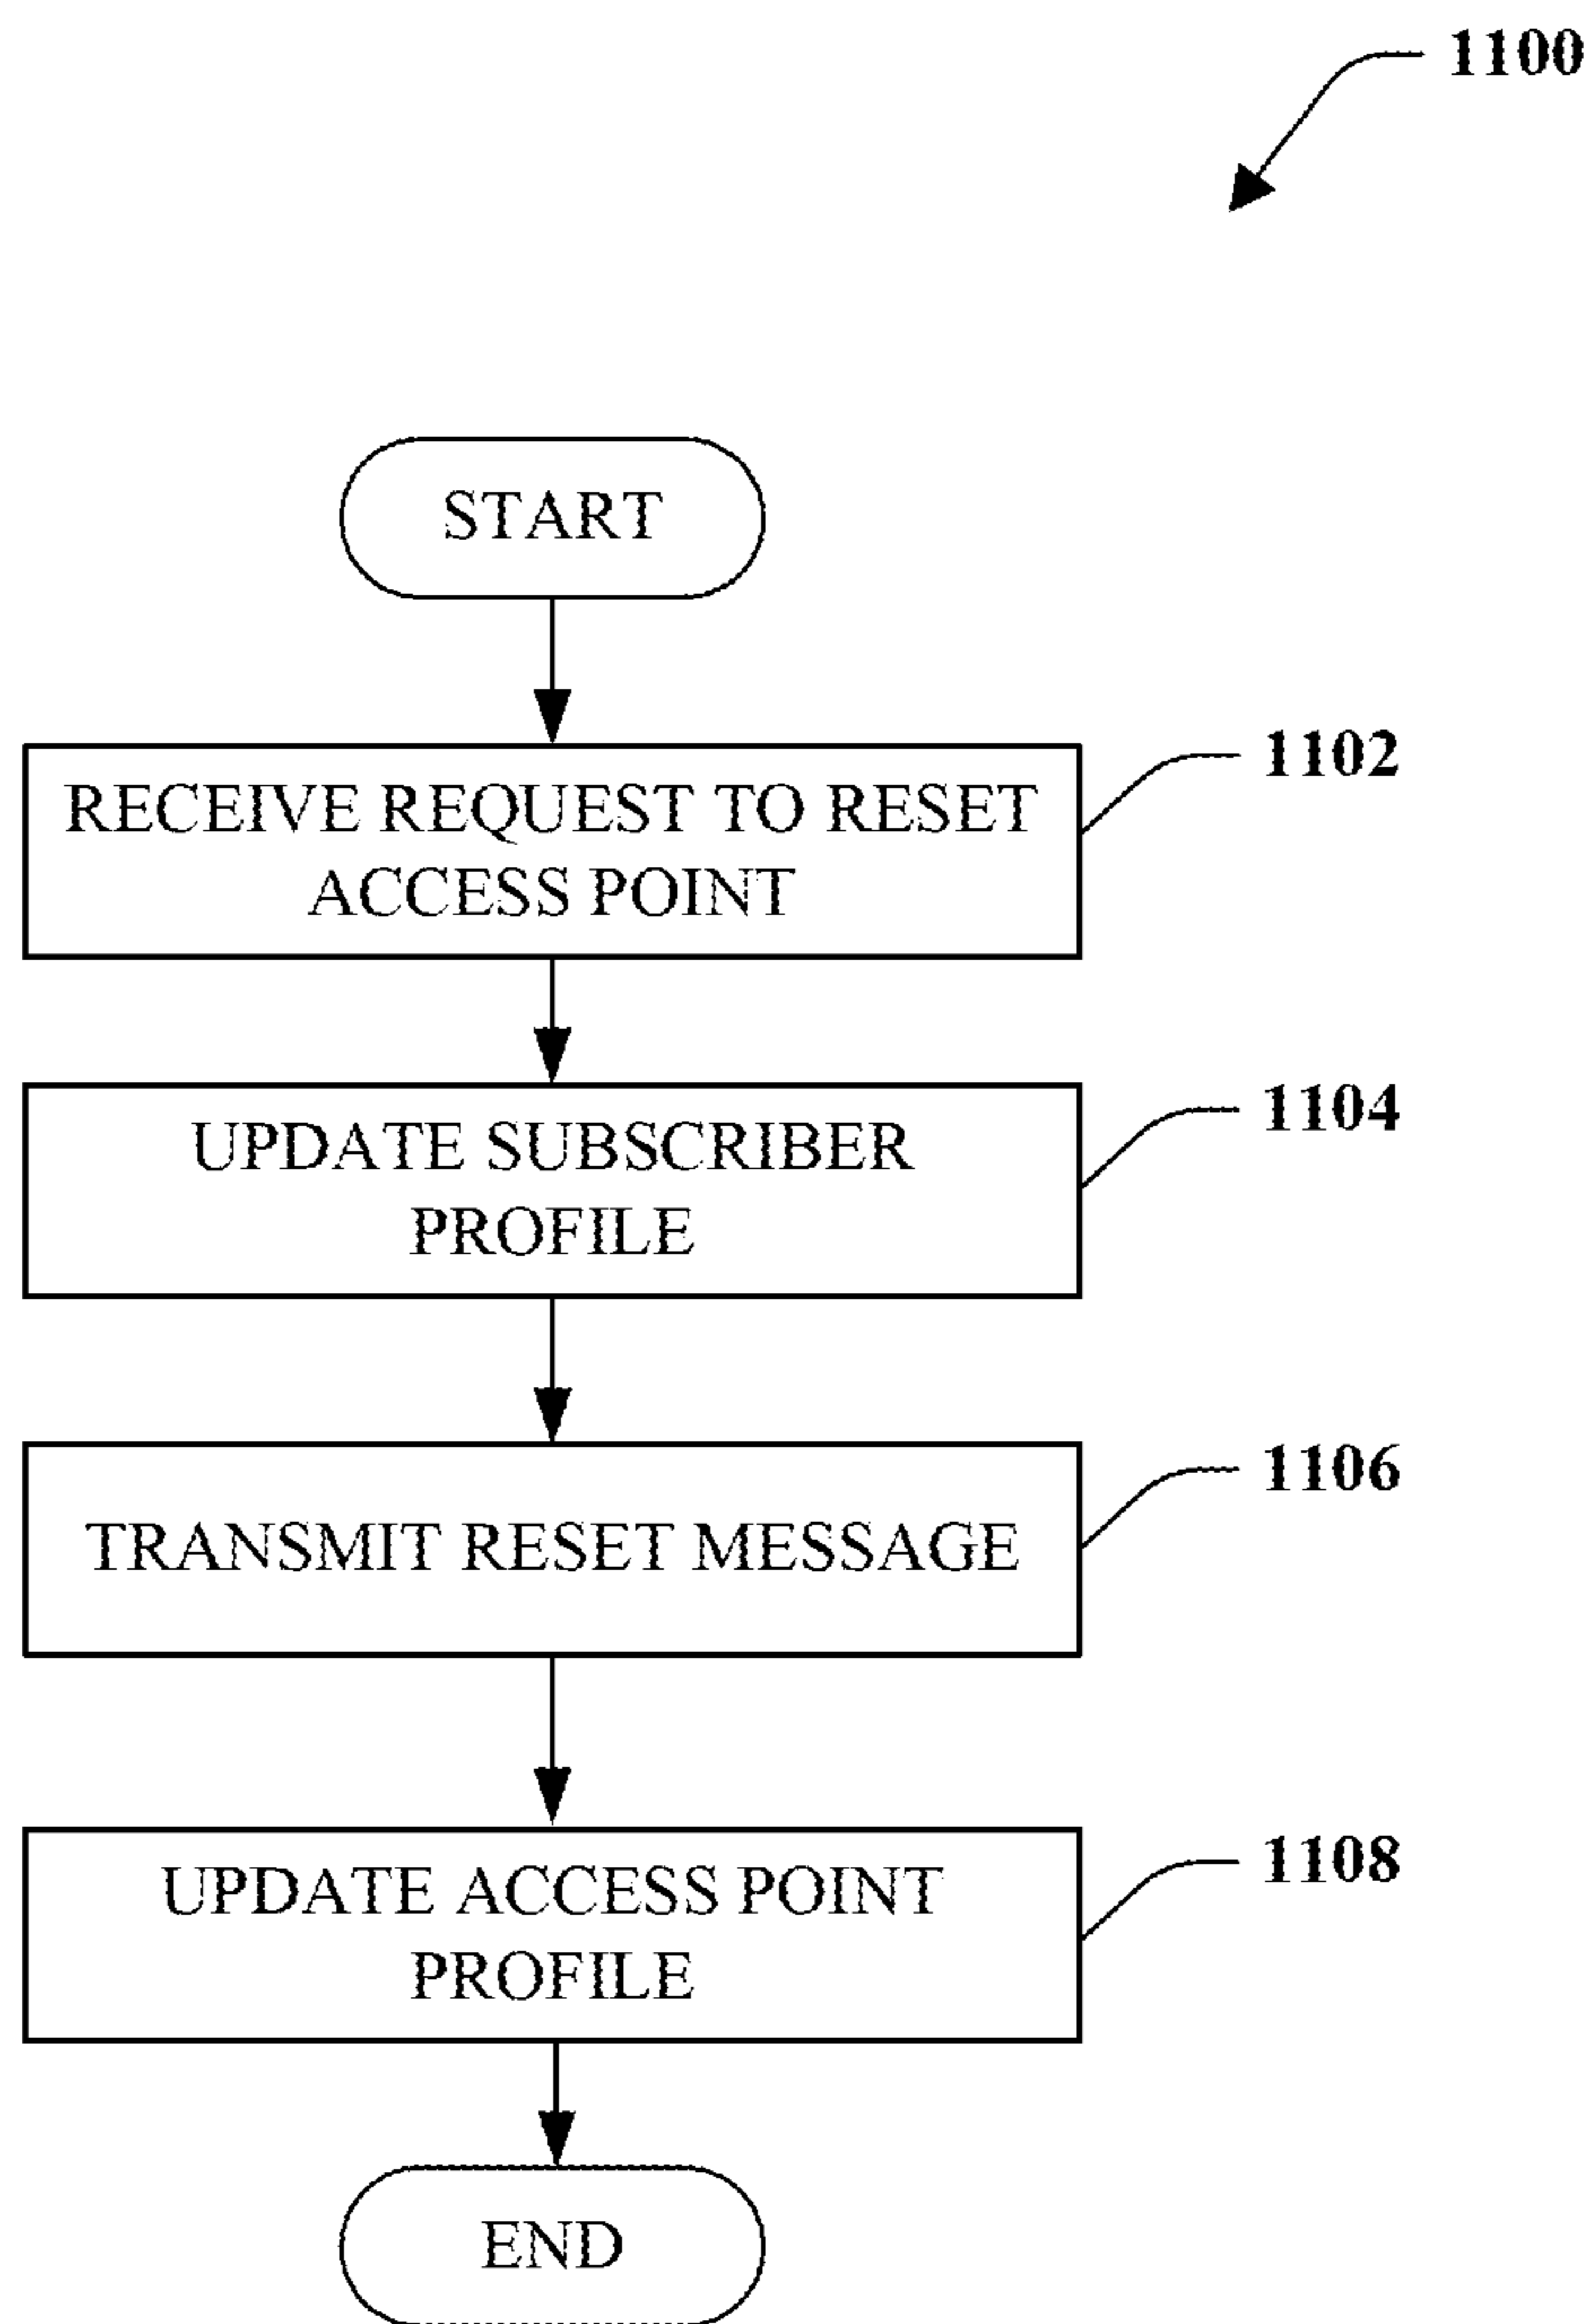 1100
START
RECEIVE REQUEST TO RESET
ACCESS POINT
1102
UPDATE SUBSCRIBER
PROFILE
1104
TRANSMIT RESET MESSAGE
1106
UPDATE ACCESS POINT
PROFILE
1108
END